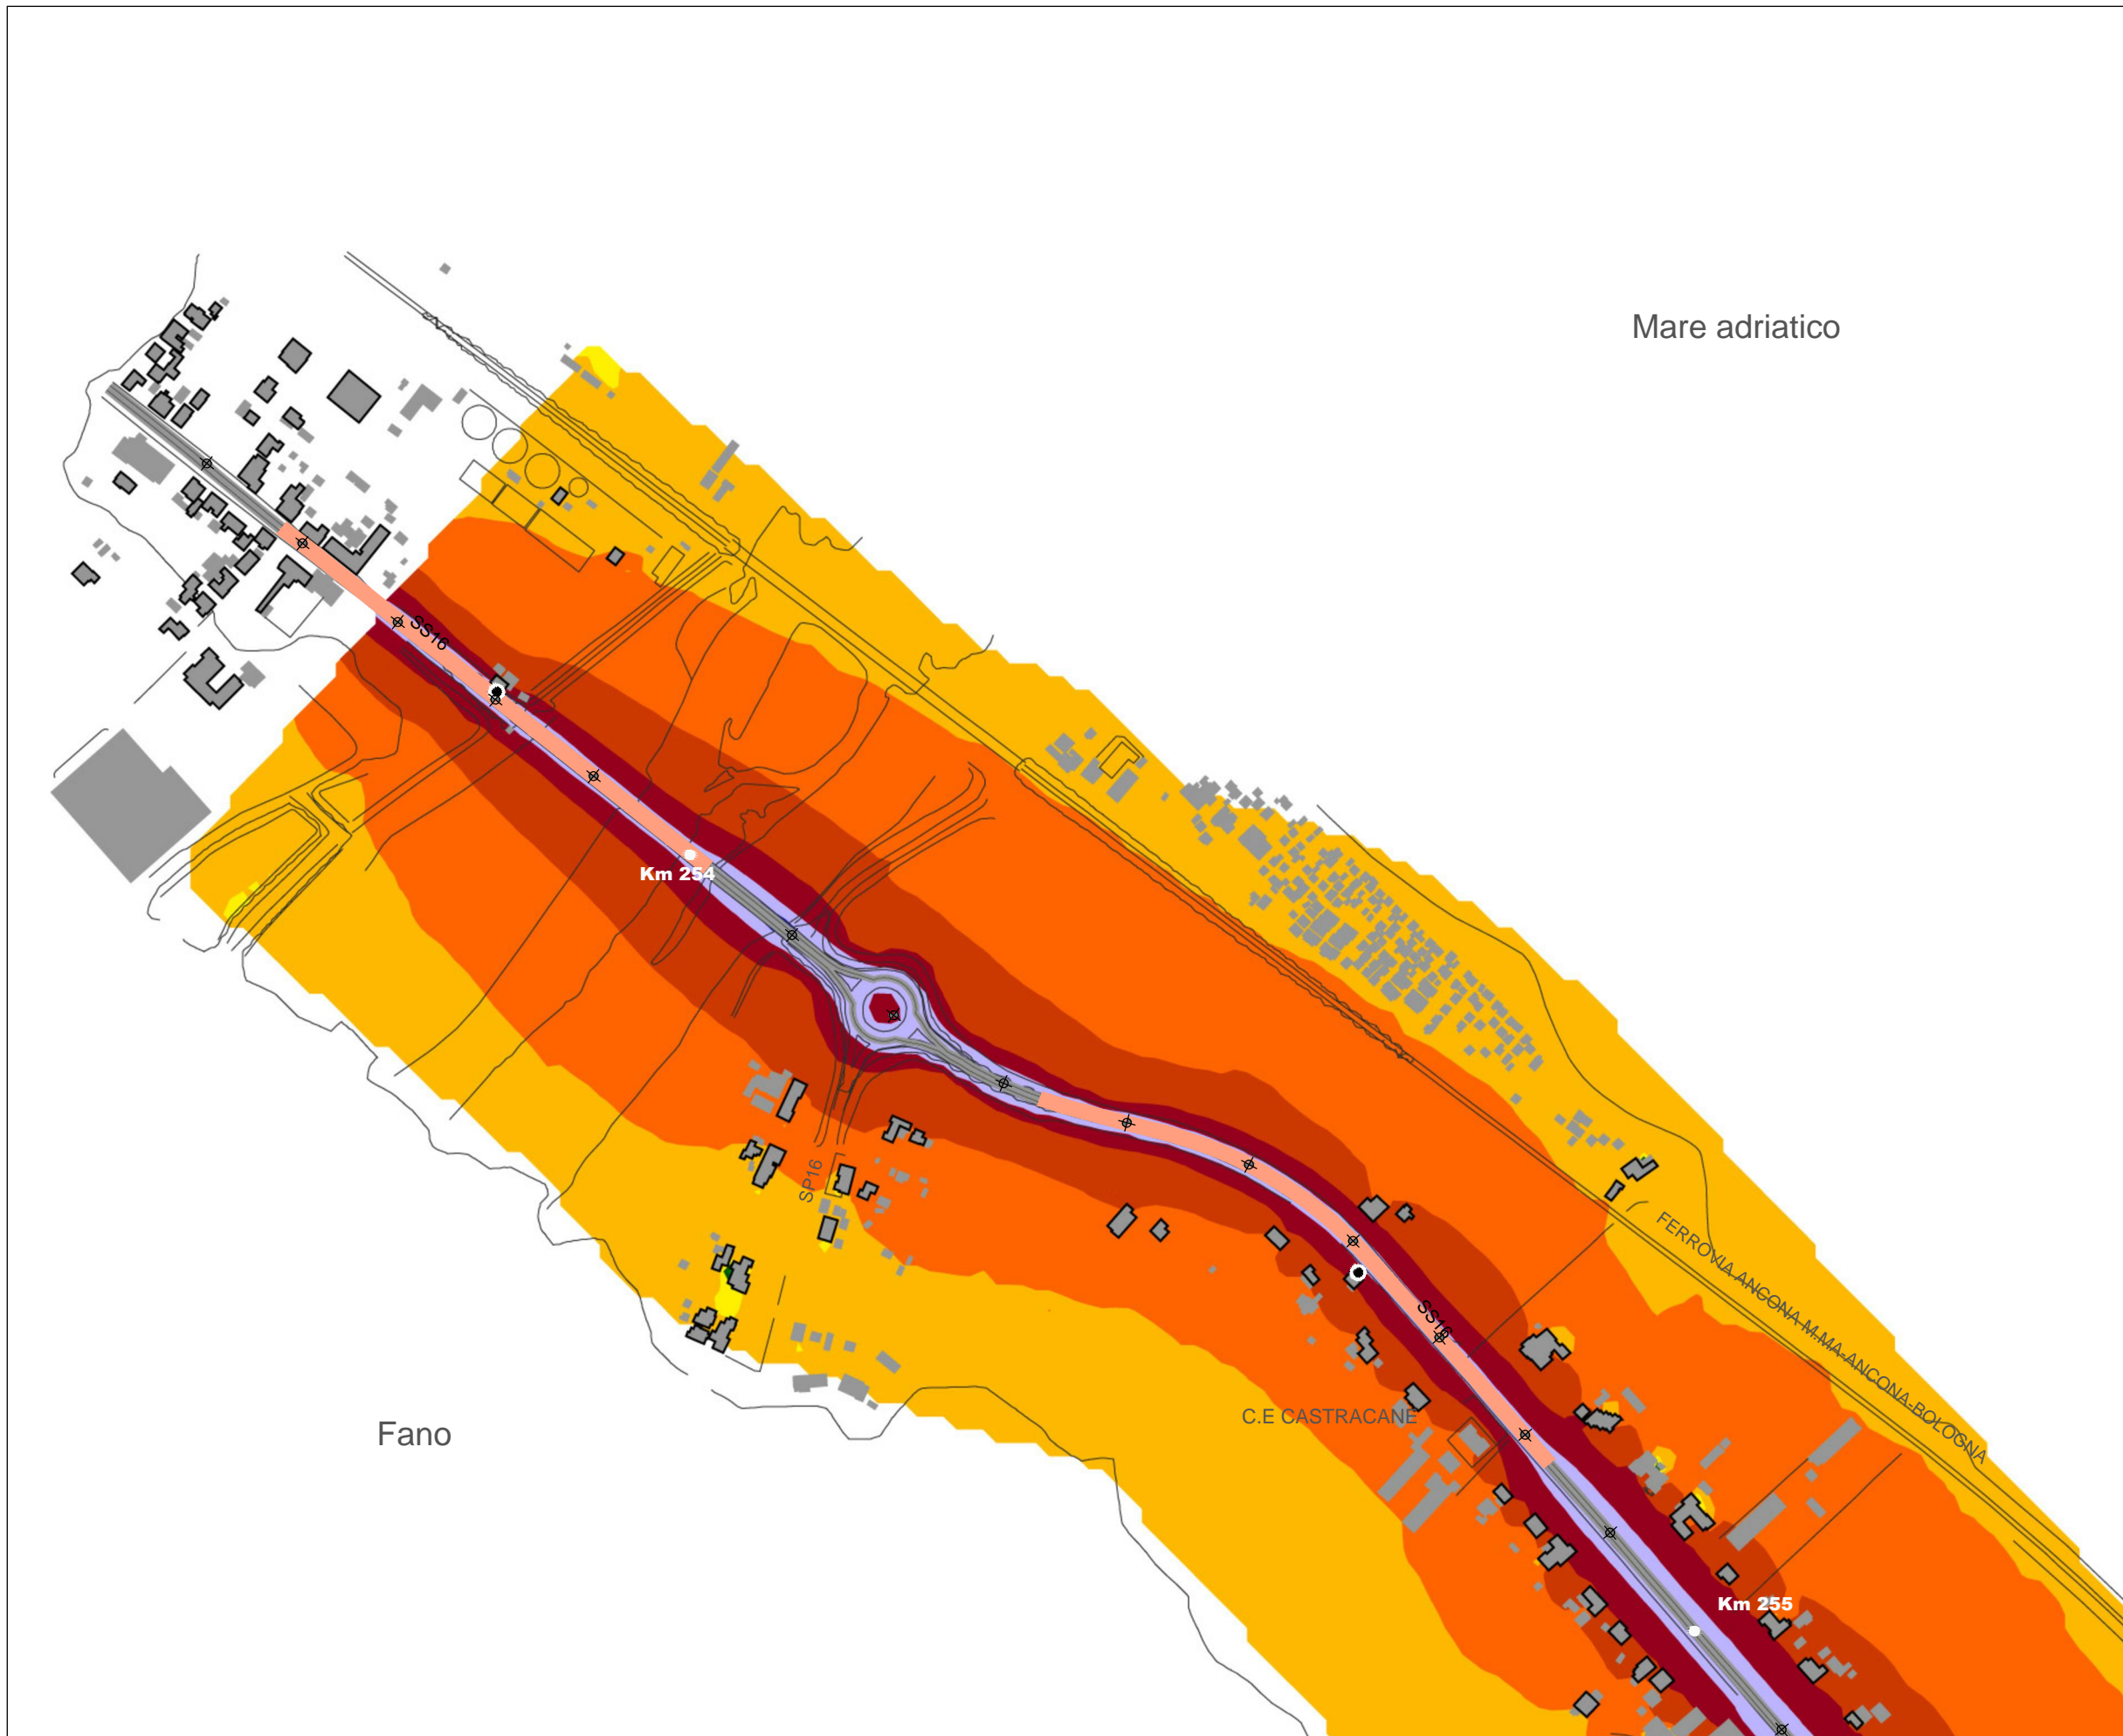 Mare adriatico
SS16
Km 254
SP16
FERROVIA ANCONA M.MA-ANCONA-BOLOGNA
SS16
C.E CASTRACANE
Fano
Km 255